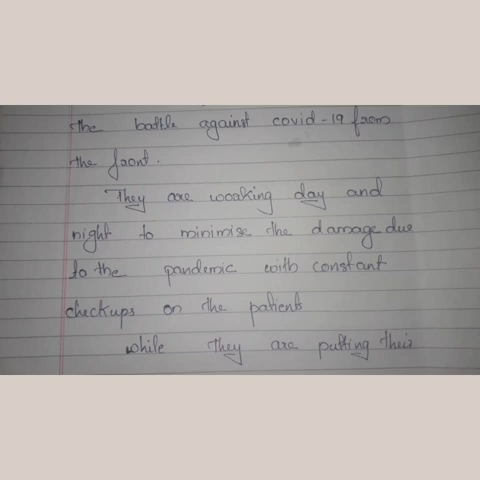 the battle against covid-19 from
the front.
They are working day and
night to minimise the damage due
to the pandemic with constant
checkups on the patients
while they are putting their